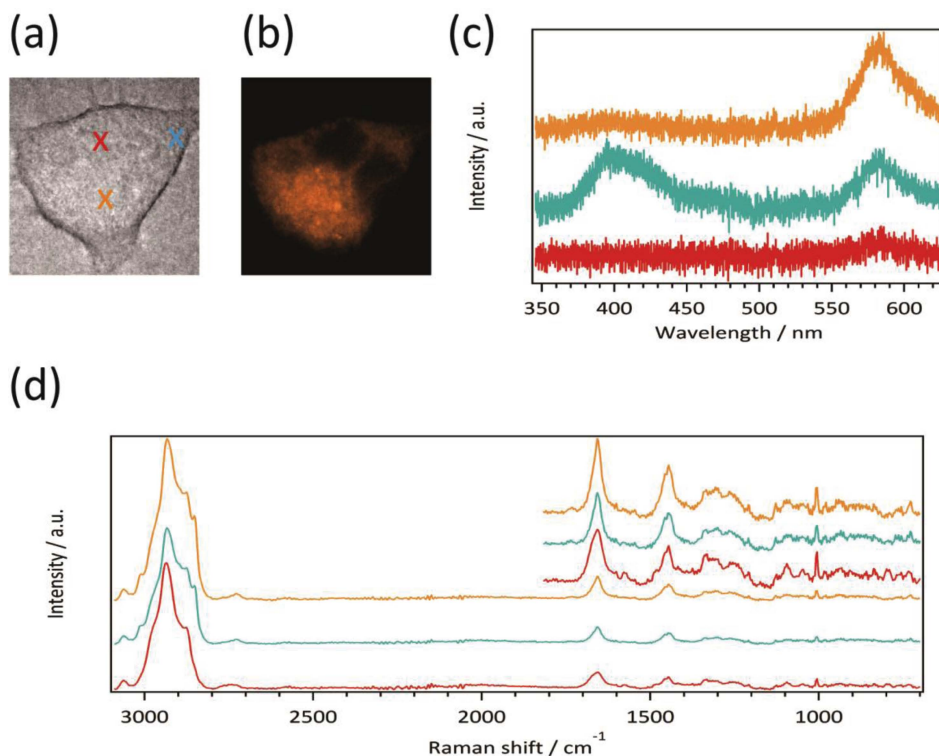 (a)
(b)
(c)
X
X
X
Intensity / a.u.
350 400 450 500 550 600
Wavelength / nm
(d)
Intensity / a.u.
3000 2500 2000 1500 1000
Raman shift / cm⁻¹